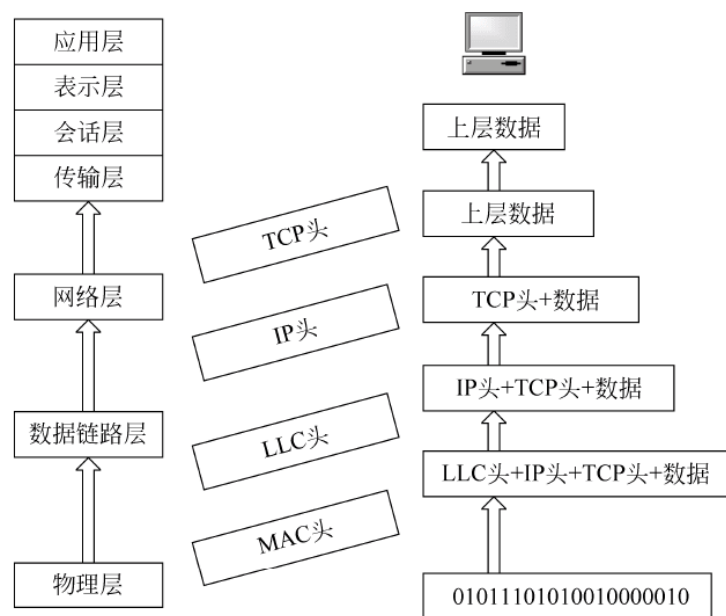 应用层
表示层
会话层
传输层
网络层
数据链路层
物理层
TCP头
IP头
LLC头
MAC头
上层数据
上层数据
TCP头+数据
IP头+TCP头+数据
LLC头+IP头+TCP头+数据
01011101010010000010